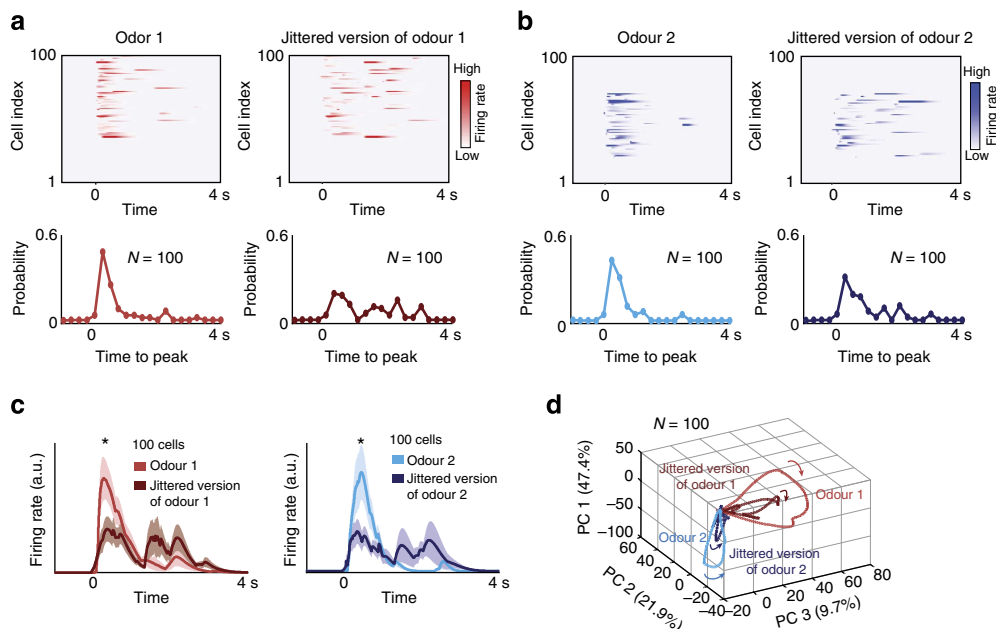 a
Odor 1
Jittered version of odour 1
100
Cell index
1
0
4 s
Time
Cell index
High
Firing rate
Low
0
4 s
Time
0.6
Probability
0
N = 100
0
4 s
Time to peak
0.6
Probability
0
N = 100
0
4 s
Time to peak
b
Odour 2
Jittered version of odour 2
100
Cell index
1
0
4 s
Time
100
Cell index
1
High
Firing rate
Low
0
4 s
Time
0.6
Probability
0
N = 100
0
4 s
Time to peak
0.6
Probability
0
N = 100
0
4 s
Time to peak
c
Firing rate (a.u.)
*
100 cells
Odour 1
Jittered version
of odour 1
0
4 s
Time
Firing rate (a.u.)
*
100 cells
Odour 2
Jittered version
of odour 2
0
4 s
Time
d
N = 100
PC 1 (47.4%)
50
0
−50
−100
Jittered version
of odour 1
Odour 1
Odour 2
Jittered version
of odour 2
60
40
20
0
−20
−40
PC 2 (21.9%)
−20
0
20
40
60
80
PC 3 (9.7%)